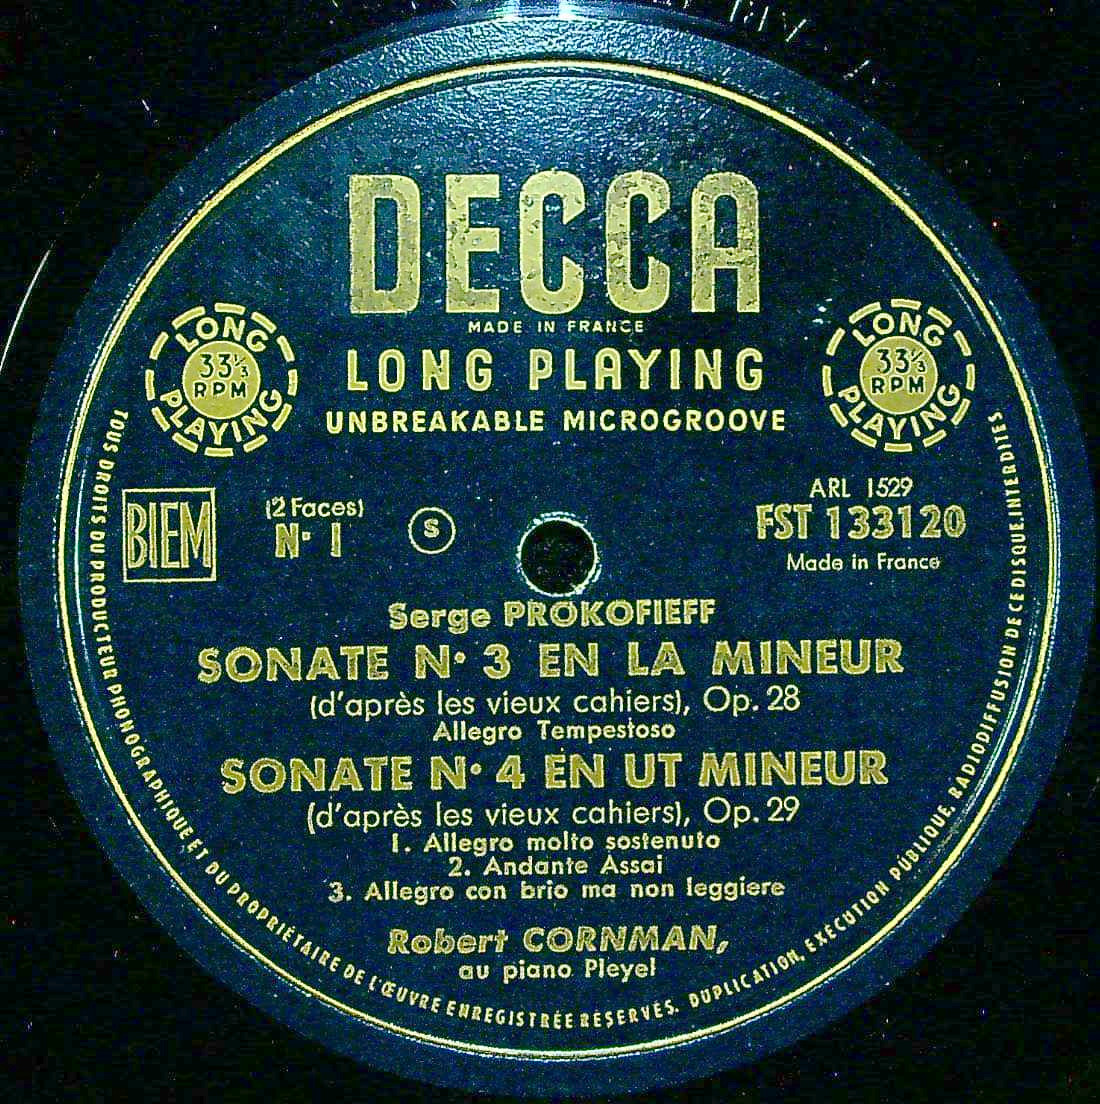 DECCA
MADE IN FRANCE
LONG PLAYING
UNBREAKABLE MICROGROOVE
LONG
33⅓
RPM
PLAYING
LONG
33⅓
RPM
PLAYING
BIEM
(2 Faces)
N· 1
S
ARL 1529
FST 133120
Made in France
Serge PROKOFIEFF
SONATE N· 3 EN LA MINEUR
(d'après les vieux cahiers), Op. 28
Allegro Tempestoso
SONATE N· 4 EN UT MINEUR
(d'après les vieux cahiers), Op. 29
1. Allegro molto sostenuto
2. Andante Assai
3. Allegro con brio ma non leggiere
Robert CORNMAN,
au piano Pleyel
TOUS DROITS DU PRODUCTEUR PHONOGRAPHIQUE ET DU PROPRIÉTAIRE DE L'ŒUVRE ENREGISTRÉE RÉSERVÉS. DUPLICATION, EXÉCUTION PUBLIQUE, RADIODIFFUSION DE CE DISQUE INTERDITES